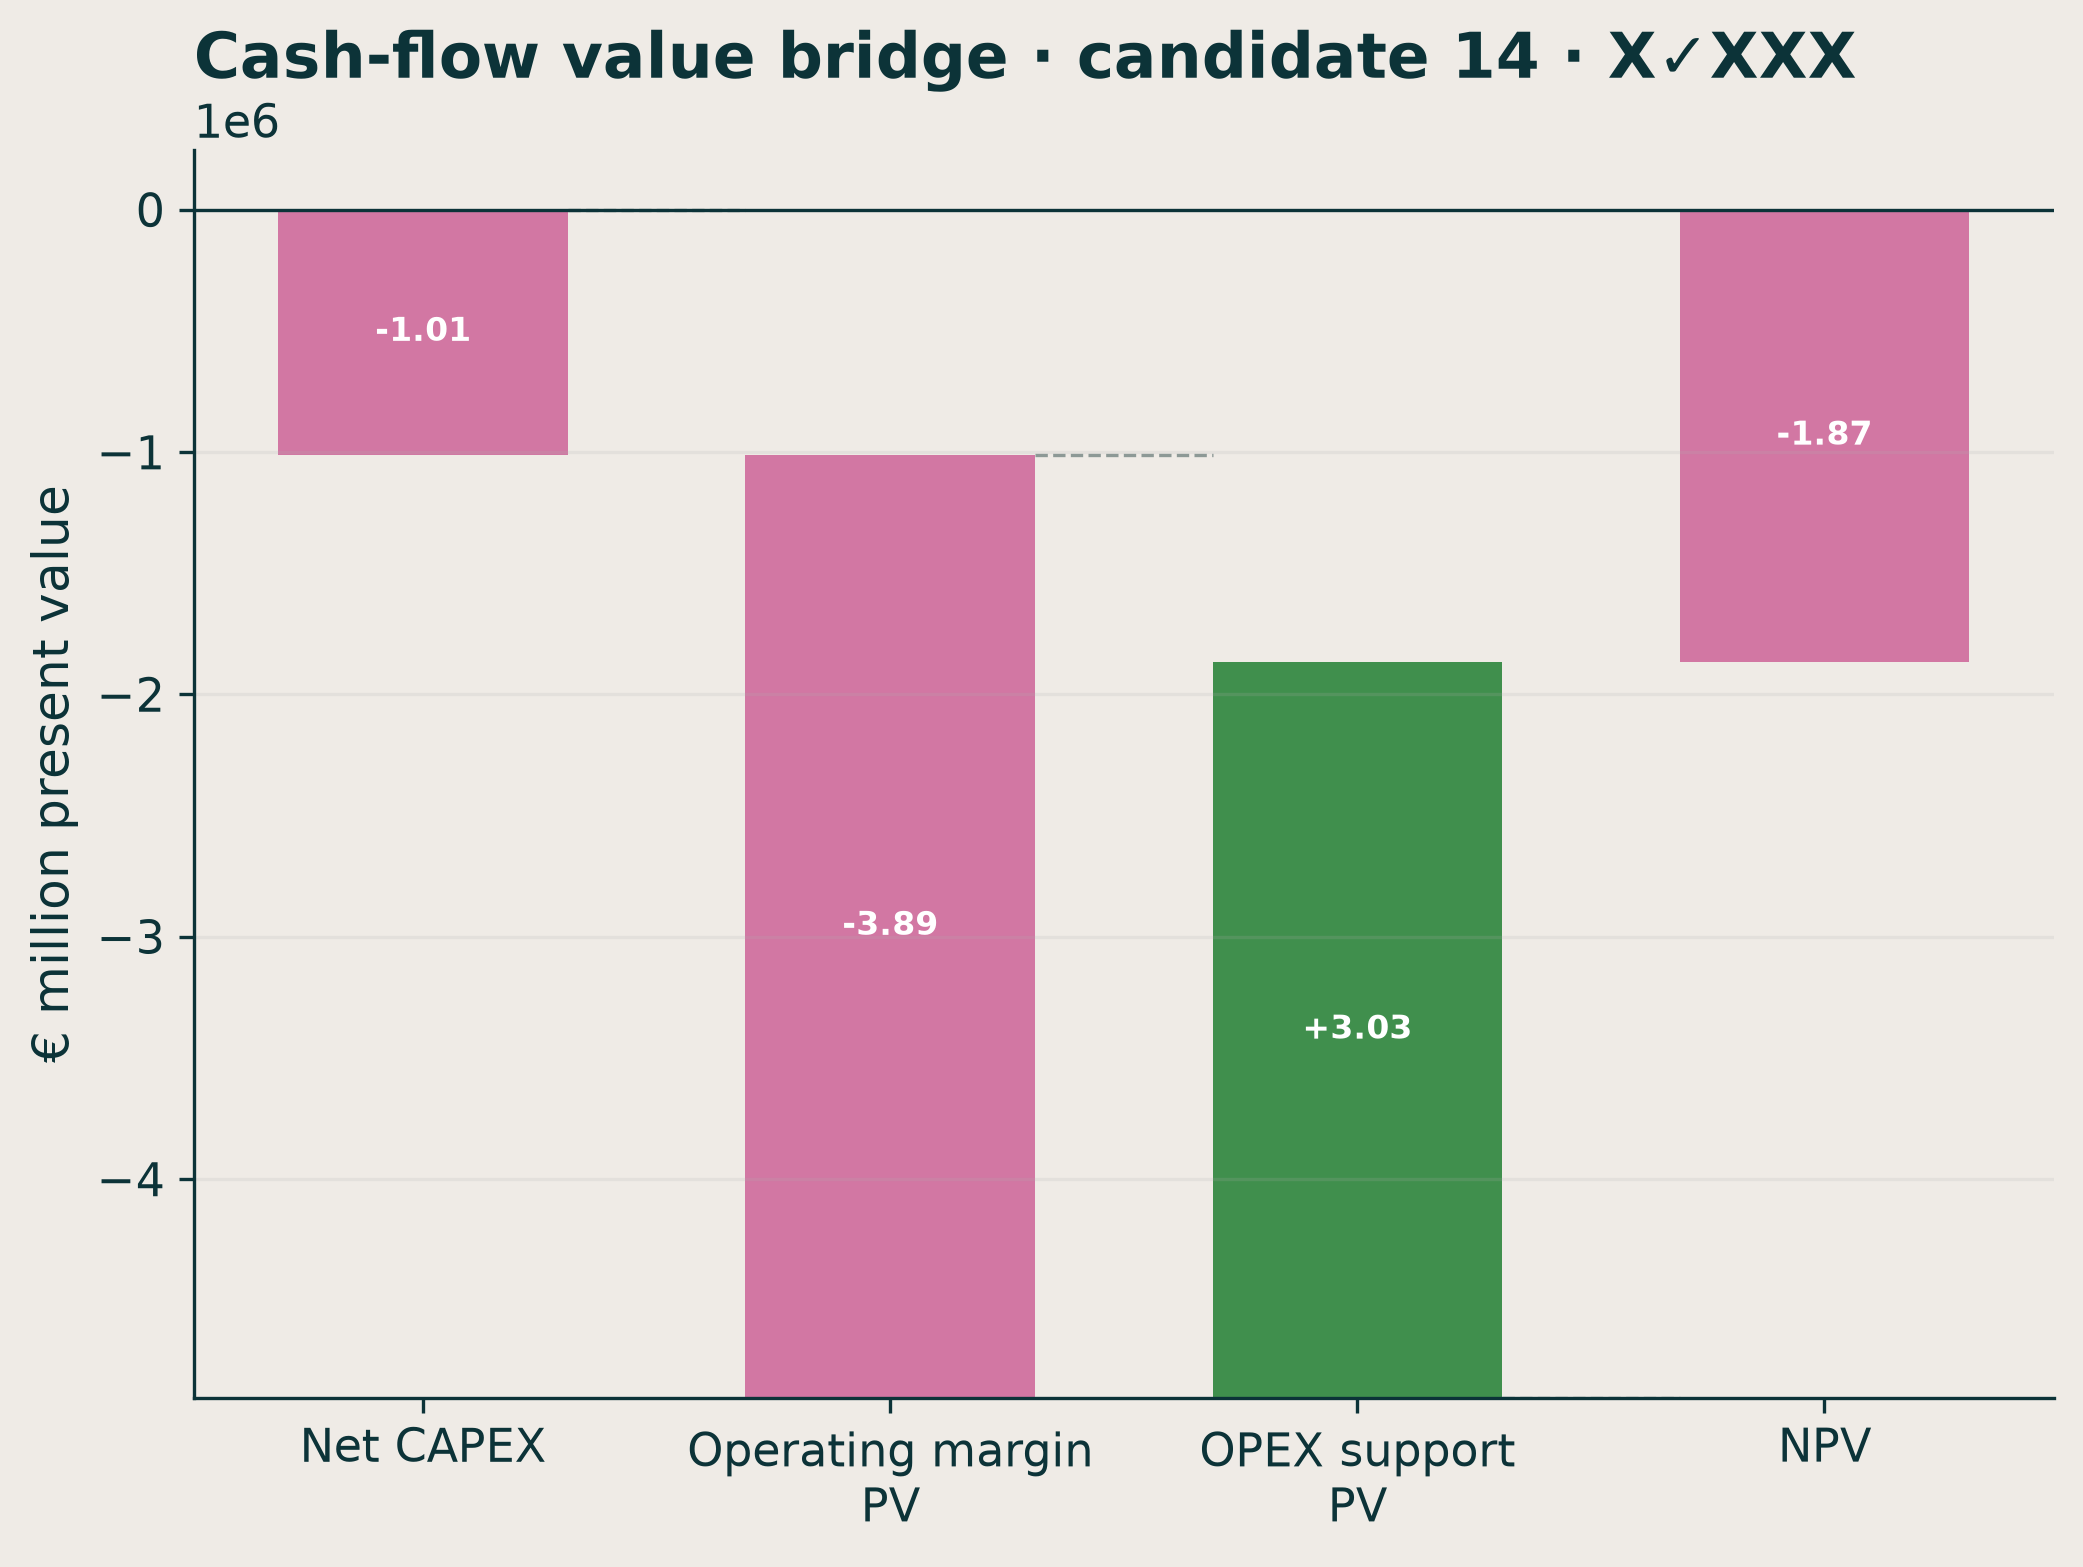 Cash-flow value bridge · candidate 14 · X✓XXX
1e6
€ million present value
0
−1
−2
−3
−4
-1.01
-3.89
+3.03
-1.87
Net CAPEX
Operating margin
PV
OPEX support
PV
NPV